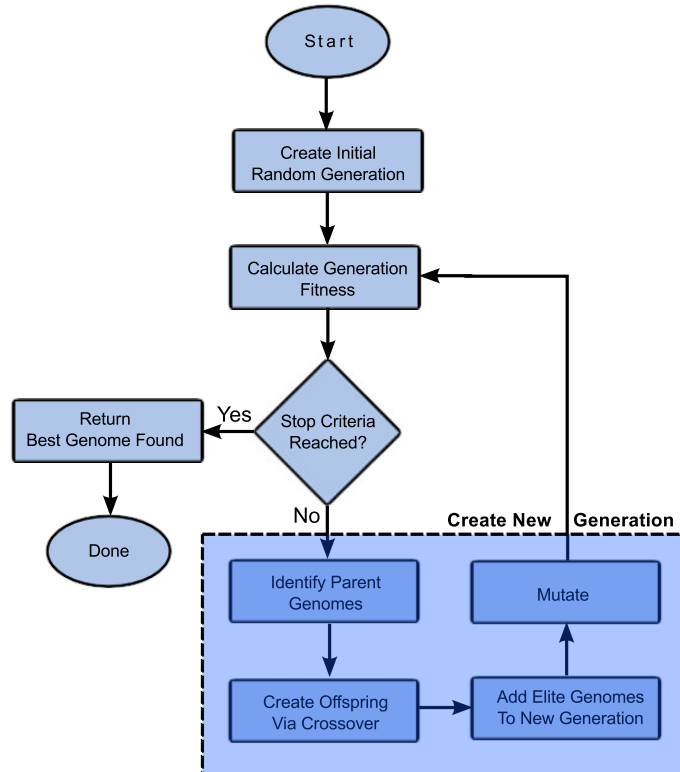 Start
Create Initial
Random Generation
Calculate Generation
Fitness
Stop Criteria
Reached?
Yes
Return
Best Genome Found
Done
No
Create New Generation
Identify Parent
Genomes
Create Offspring
Via Crossover
Add Elite Genomes
To New Generation
Mutate